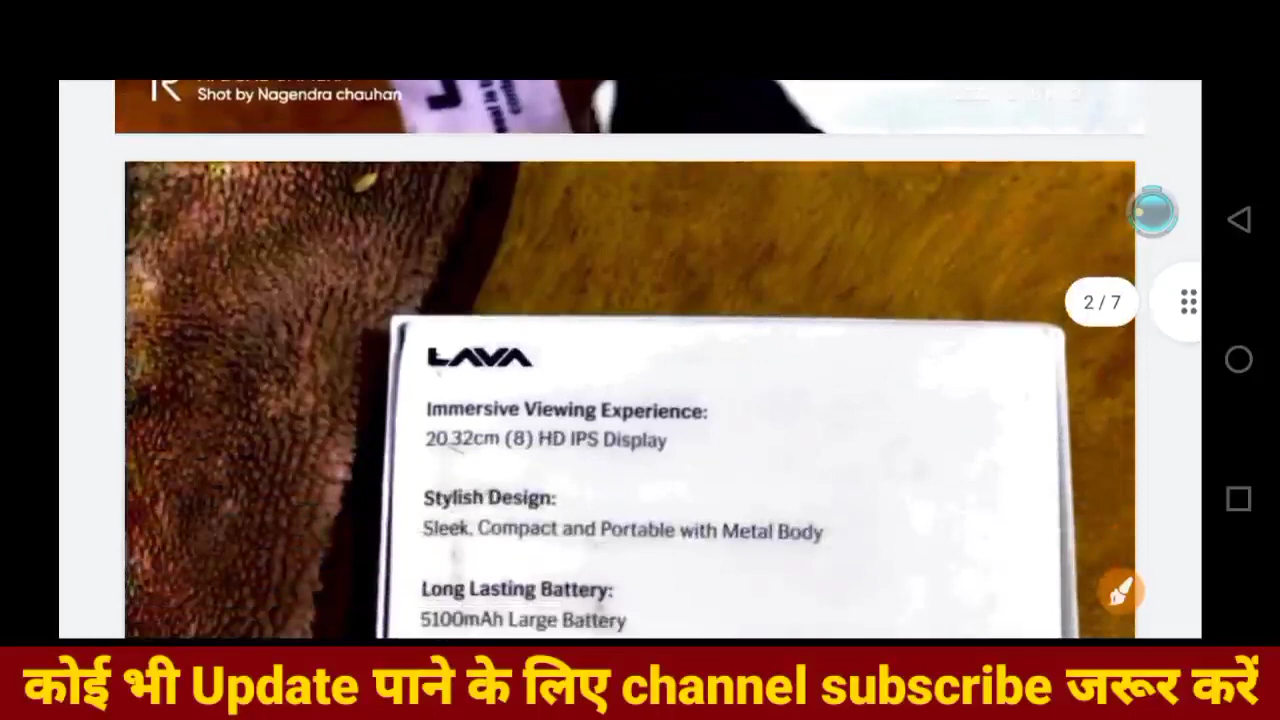 Shot by Nagendra chauhan
2 / 7
LAVA
Immersive Viewing Experience:
20.32cm (8) HD IPS Display
Stylish Design:
Sleek, Compact and Portable with Metal Body
Long Lasting Battery:
5100mAh Large Battery
कोई भी Update पाने के लिए channel subscribe जरूर करें